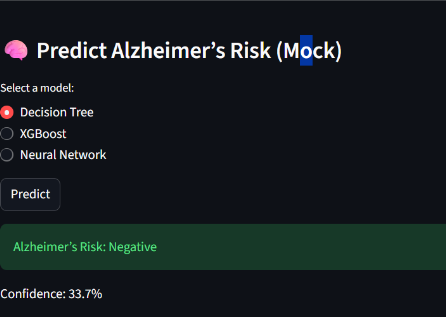 🧠 Predict Alzheimer’s Risk (Mock)
Select a model:
Decision Tree
XGBoost
Neural Network
Predict
Alzheimer’s Risk: Negative
Confidence: 33.7%